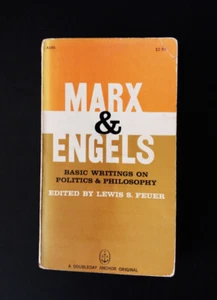 MARX
&
ENGELS
BASIC WRITINGS ON
POLITICS & PHILOSOPHY
EDITED BY LEWIS S. FEUER
A DOUBLEDAY ANCHOR ORIGINAL